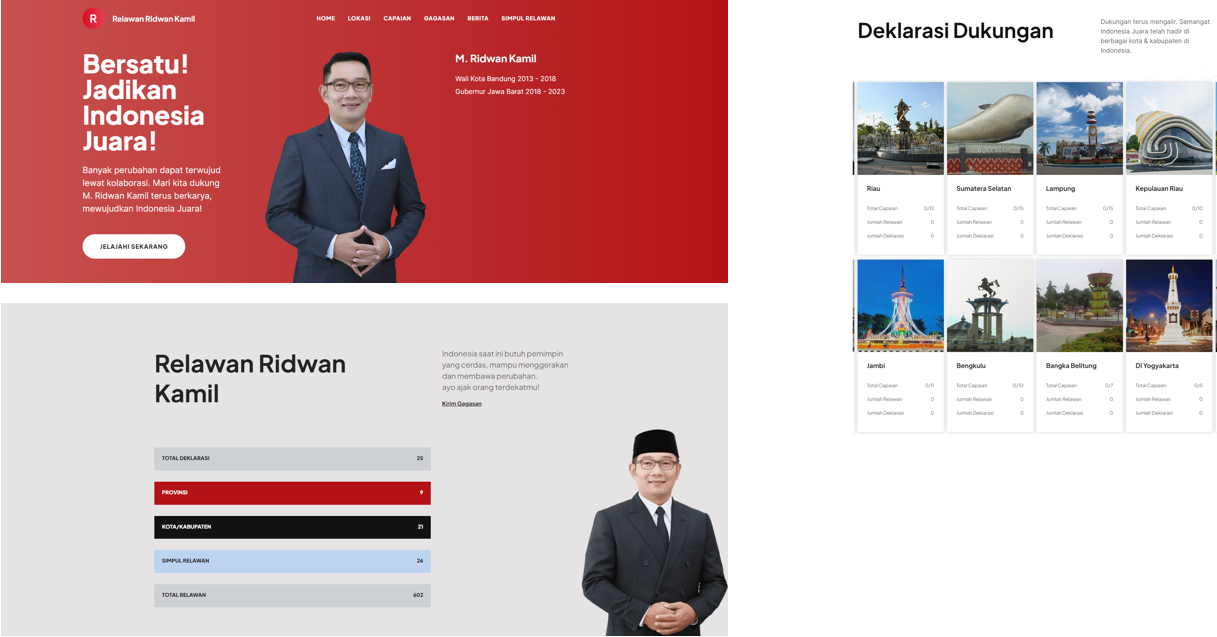 R Relawan Ridwan Kamil
HOME LOKASI CAPAIAN GAGASAN BERITA SIMPUL RELAWAN
Bersatu!
Jadikan
Indonesia
Juara!
Banyak perubahan dapat terwujud
lewat kolaborasi. Mari kita dukung
M. Ridwan Kamil terus berkarya,
mewujudkan Indonesia Juara!
JELAJAHI SEKARANG
M. Ridwan Kamil
Wali Kota Bandung 2013 - 2018
Gubernur Jawa Barat 2018 - 2023
Relawan Ridwan
Kamil
Indonesia saat ini butuh pemimpin
yang cerdas, mampu menggerakan
dan membawa perubahan.
ayo ajak orang terdekatmu!
Kirim Gagasan
TOTAL DEKLARASI 25
PROVINSI 9
KOTA/KABUPATEN 21
SIMPUL RELAWAN 26
TOTAL RELAWAN 602
Deklarasi Dukungan
Dukungan terus mengalir. Semangat
Indonesia Juara telah hadir di
berbagai kota & kabupaten di
Indonesia.
Riau
Total Capaian 0/12
Jumlah Relawan 0
Jumlah Deklarasi 0
Sumatera Selatan
Total Capaian 0/15
Jumlah Relawan 0
Jumlah Deklarasi 0
Lampung
Total Capaian 0/15
Jumlah Relawan 0
Jumlah Deklarasi 0
Kepulauan Riau
Total Capaian 0/10
Jumlah Relawan 0
Jumlah Deklarasi 0
Jambi
Total Capaian 0/11
Jumlah Relawan 0
Jumlah Deklarasi 0
Bengkulu
Total Capaian 0/10
Jumlah Relawan 0
Jumlah Deklarasi 0
Bangka Belitung
Total Capaian 0/7
Jumlah Relawan 0
Jumlah Deklarasi 0
DI Yogyakarta
Total Capaian 0/5
Jumlah Relawan 0
Jumlah Deklarasi 0